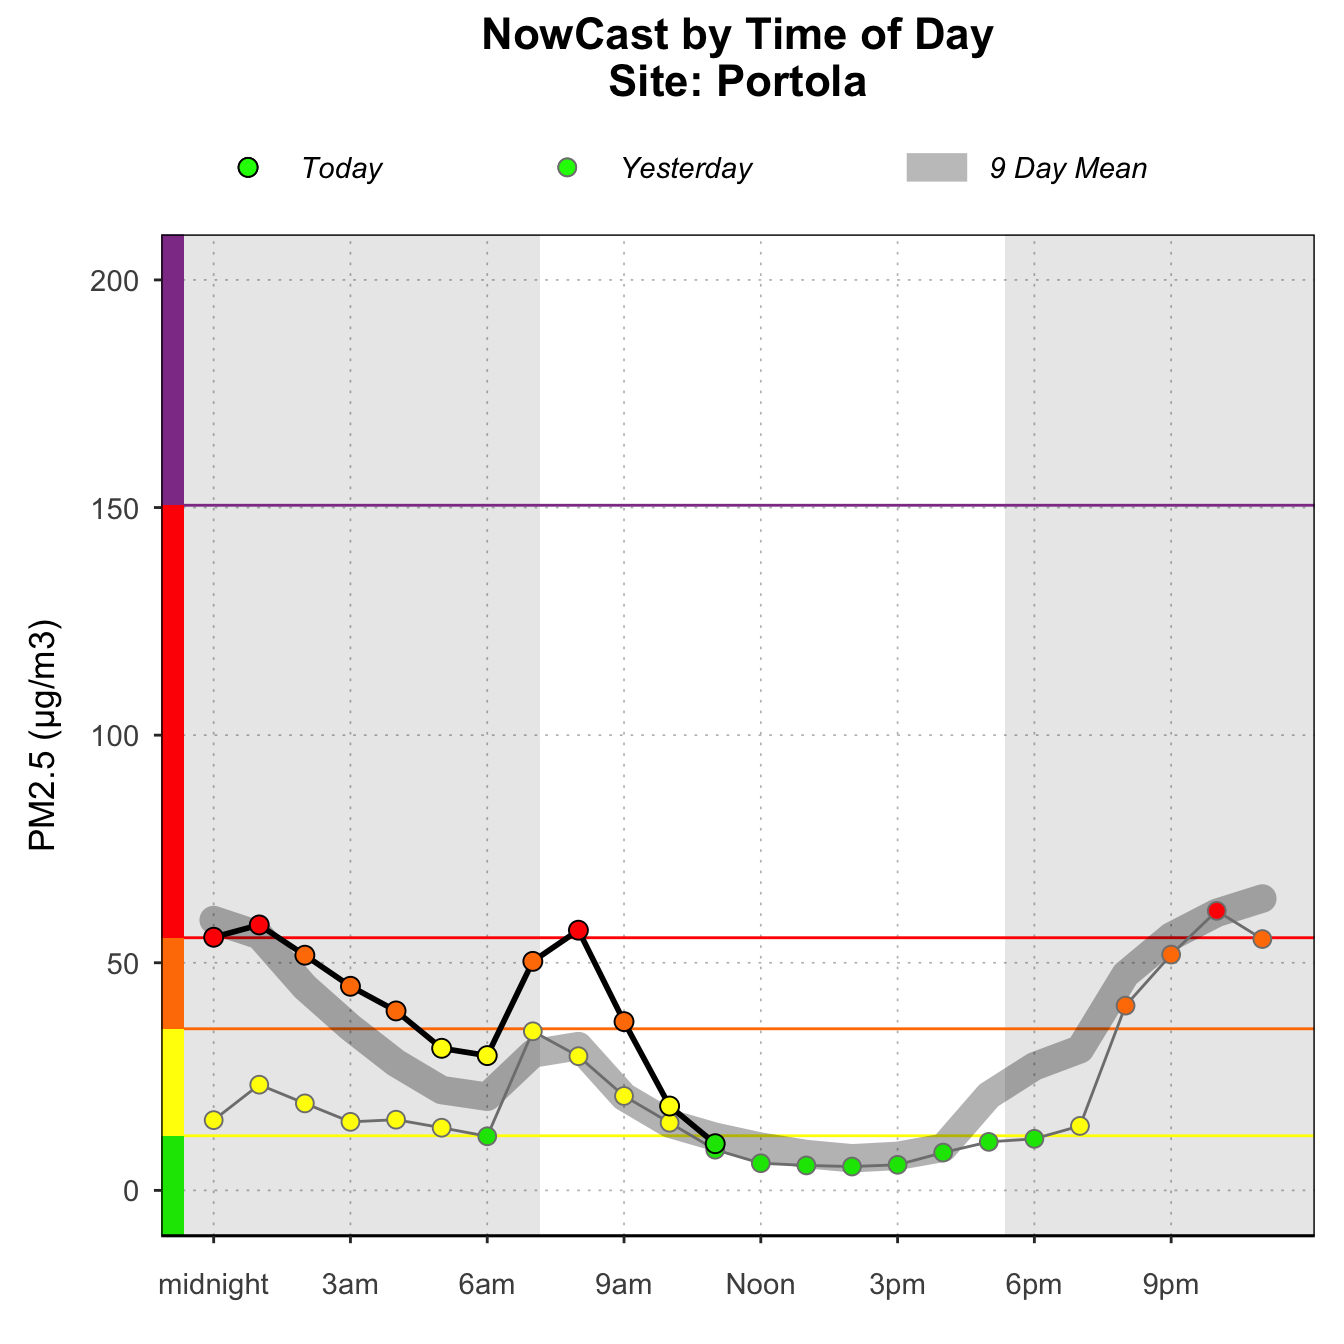 NowCast by Time of Day
Site: Portola
Today
Yesterday
9 Day Mean
PM2.5 (µg/m3)
200
150
100
50
0
midnight 3am 6am 9am Noon 3pm 6pm 9pm